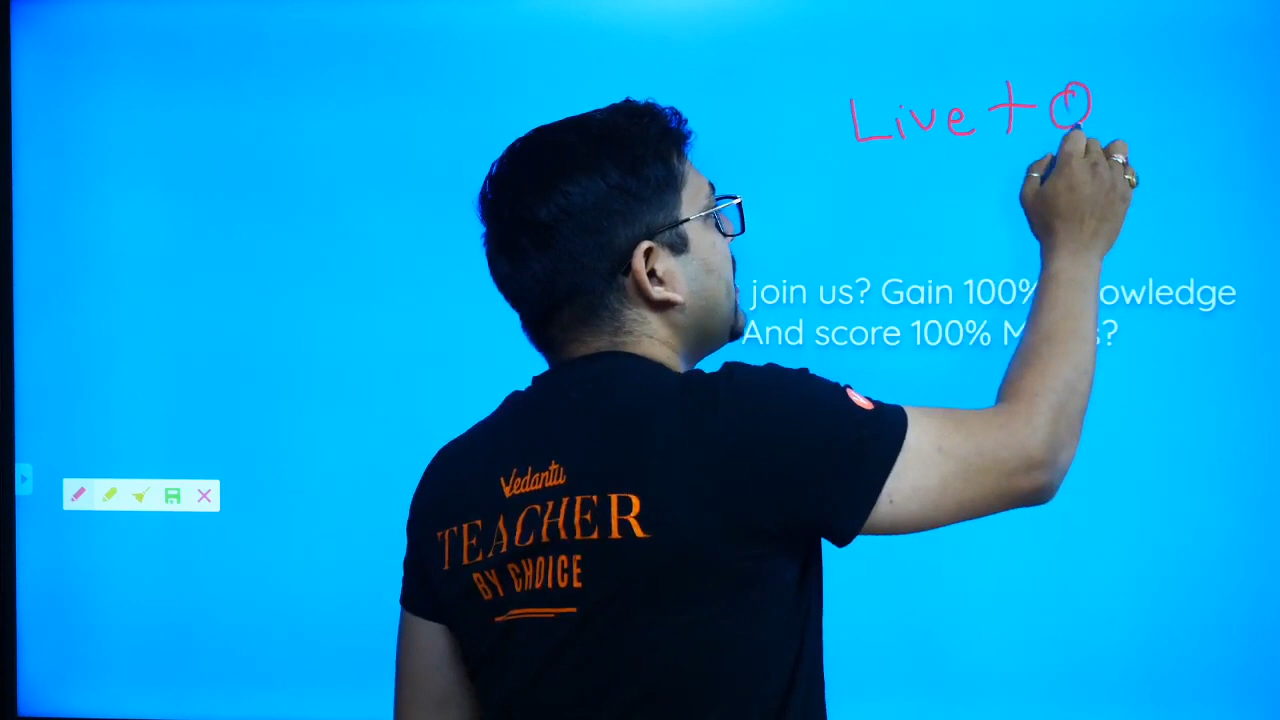 Live +
join us? Gain 100%
And score 100%
Vedantu
TEACHER
BY CHOICE